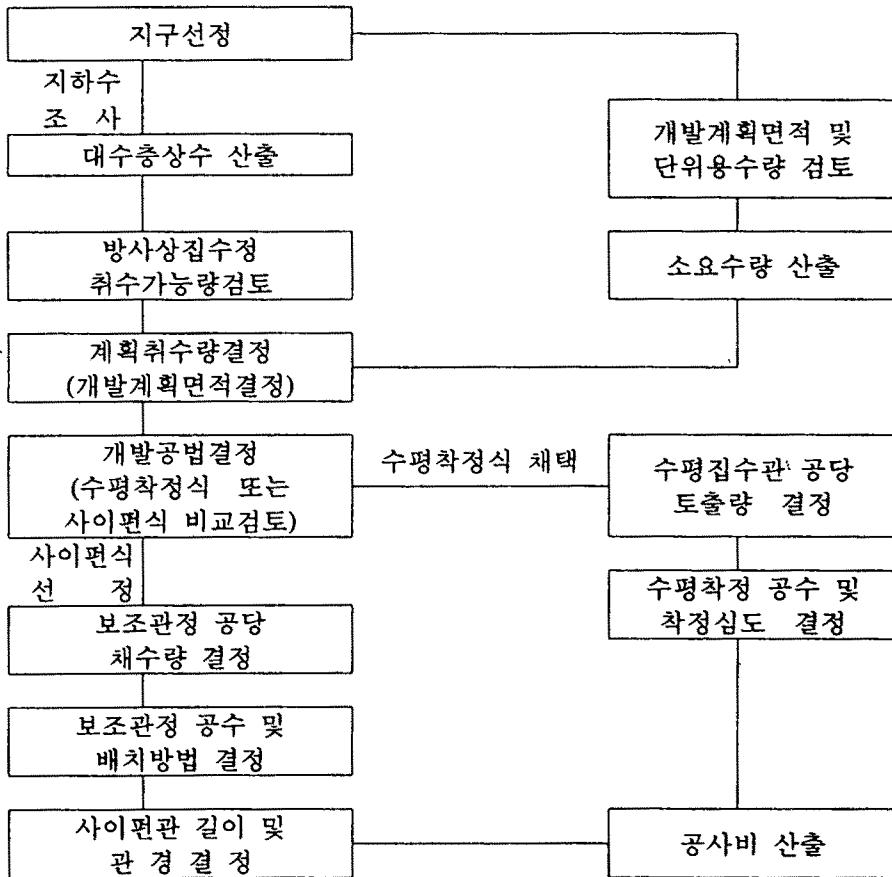 지구선정
지하수
조 사
대수층상수 산출
개발계획면적 및
단위용수량 검토
방사상집수정
취수가능량검토
소요수량 산출
계획취수량결정
(개발계획면적결정)
개발공법결정
(수평착정식 또는
사이펀식 비교검토)
수평착정식 채택
수평집수관 공당
토출량 결정
사이펀식
선 정
수평착정 공수 및
착정심도 결정
보조관정 공당
채수량 결정
보조관정 공수 및
배치방법 결정
사이펀관 길이 및
관 경 결 정
공사비 산출